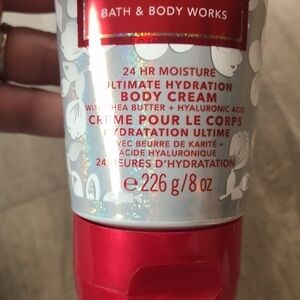 BATH & BODY WORKS
24 HR MOISTURE
ULTIMATE HYDRATION
BODY CREAM
WITH SHEA BUTTER + HYALURONIC ACID
CRÈME POUR LE CORPS
HYDRATATION ULTIME
AVEC BEURRE DE KARITÉ +
ACIDE HYALURONIQUE
24 HEURES D'HYDRATATION
℮ 226 g/8 oz